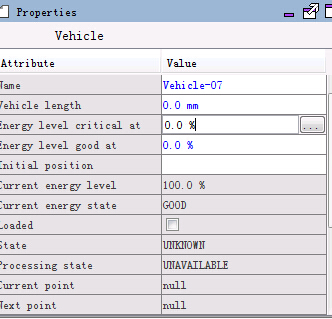 Properties
Vehicle
Attribute Value
Name Vehicle-07
Vehicle length 0.0 mm
Energy level critical at 0.0 % ...
Energy level good at 0.0 %
Initial position
Current energy level 100.0 %
Current energy state GOOD
Loaded
State UNKNOWN
Processing state UNAVAILABLE
Current point null
Next point null